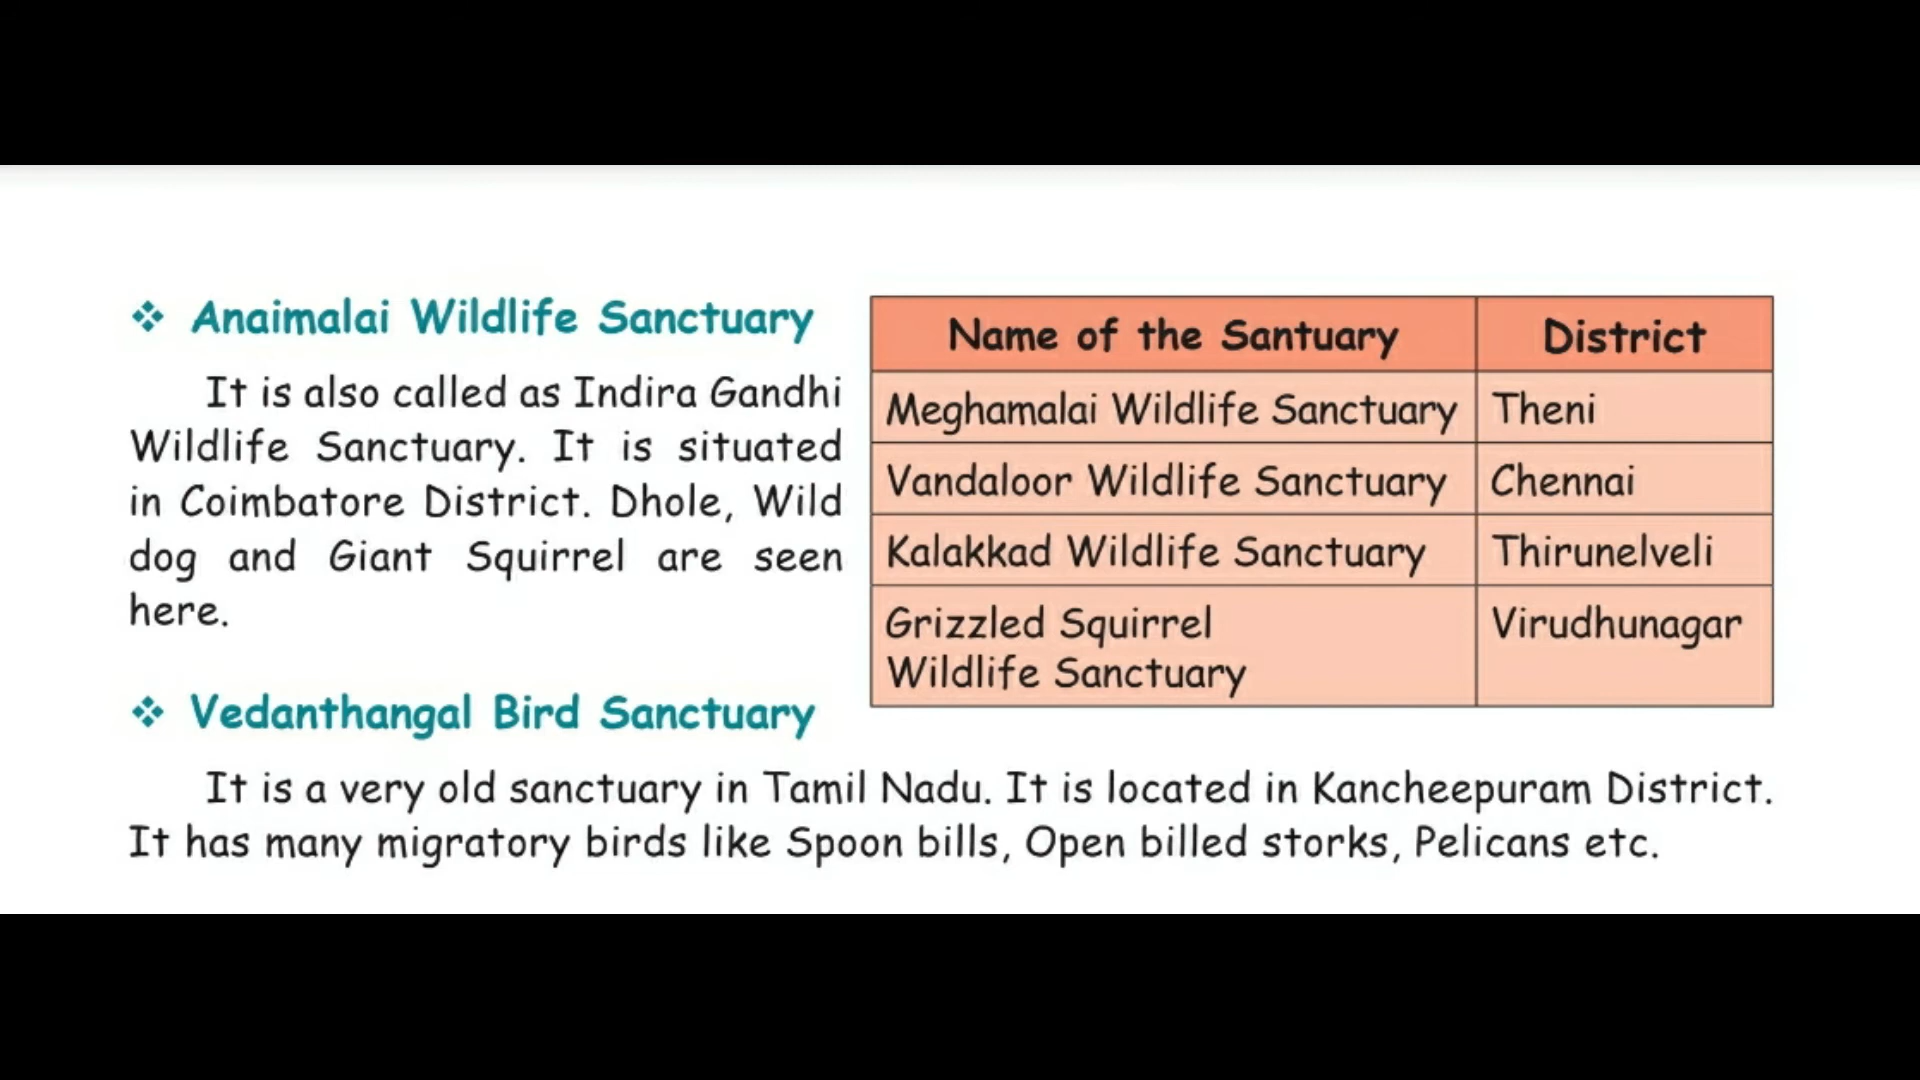 ❖ Anaimalai Wildlife Sanctuary
It is also called as Indira Gandhi
Wildlife Sanctuary. It is situated
in Coimbatore District. Dhole, Wild
dog and Giant Squirrel are seen
here.
Name of the Santuary District
Meghamalai Wildlife Sanctuary Theni
Vandaloor Wildlife Sanctuary Chennai
Kalakkad Wildlife Sanctuary Thirunelveli
Grizzled Squirrel Virudhunagar
Wildlife Sanctuary
❖ Vedanthangal Bird Sanctuary
It is a very old sanctuary in Tamil Nadu. It is located in Kancheepuram District.
It has many migratory birds like Spoon bills, Open billed storks, Pelicans etc.